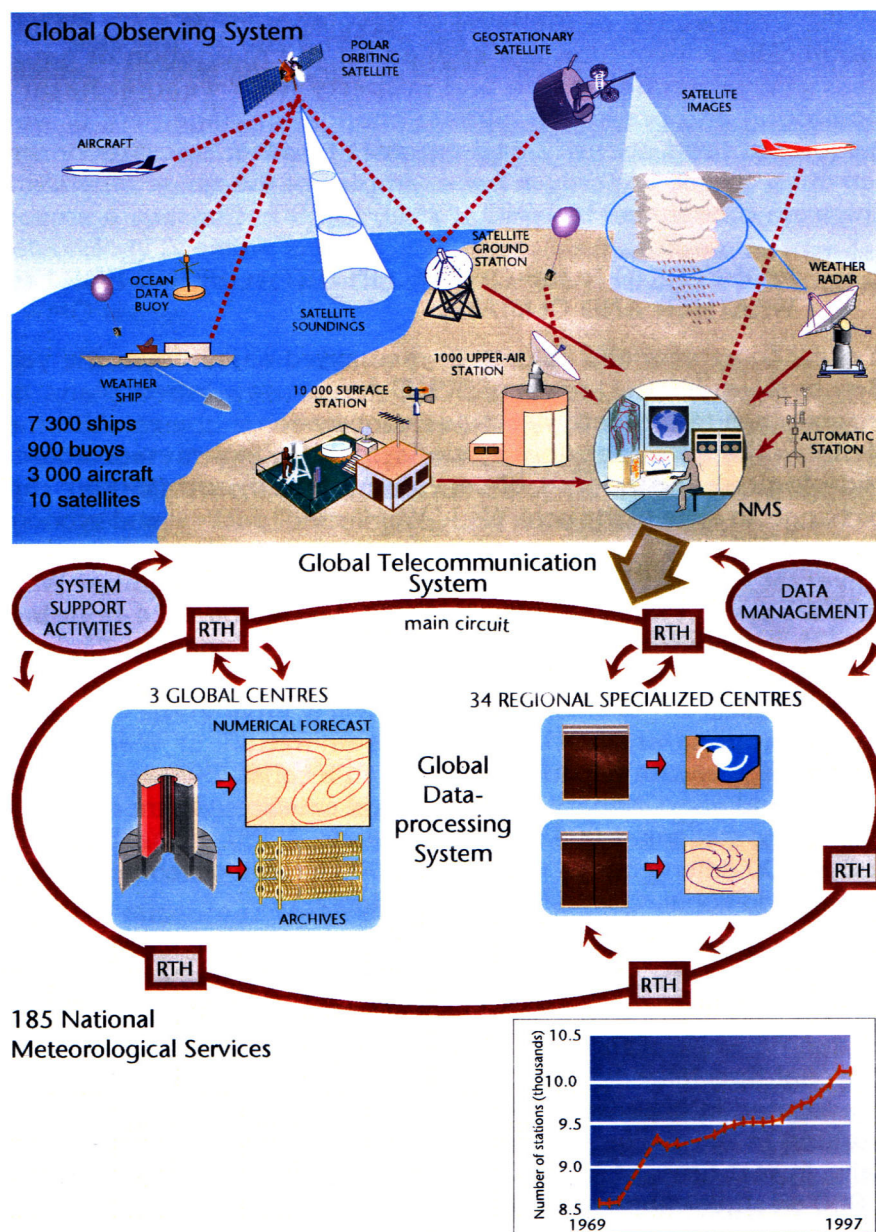 Global Observing System
POLAR
ORBITING
SATELLITE
GEOSTATIONARY
SATELLITE
SATELLITE
IMAGES
AIRCRAFT
OCEAN
DATA
BUOY
SATELLITE
SOUNDINGS
SATELLITE
GROUND
STATION
WEATHER
RADAR
WEATHER
SHIP
1000 UPPER-AIR
STATION
10 000 SURFACE
STATION
AUTOMATIC
STATION
7 300 ships
900 buoys
3 000 aircraft
10 satellites
NMS
Global Telecommunication
System
SYSTEM
SUPPORT
ACTIVITIES
DATA
MANAGEMENT
RTH
main circuit
RTH
3 GLOBAL CENTRES
34 REGIONAL SPECIALIZED CENTRES
NUMERICAL FORECAST
Global
Data-
processing
System
ARCHIVES
RTH
RTH
RTH
185 National
Meteorological Services
Number of stations (thousands)
10.5
10.0
9.5
9.0
8.5
1969
1997